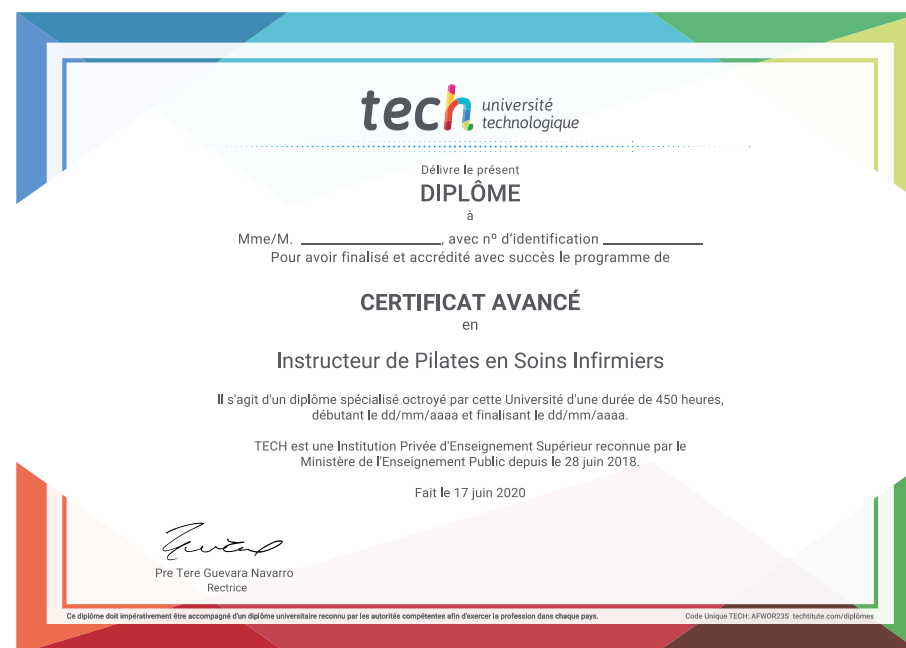 tech université
technologique
Délivre le présent
DIPLÔME
à
Mme/M. ____________________, avec nº d'identification ______________
Pour avoir finalisé et accrédité avec succès le programme de
CERTIFICAT AVANCÉ
en
Instructeur de Pilates en Soins Infirmiers
Il s'agit d'un diplôme spécialisé octroyé par cette Université d'une durée de 450 heures,
débutant le dd/mm/aaaa et finalisant le dd/mm/aaaa.
TECH est une Institution Privée d'Enseignement Supérieur reconnue par le
Ministère de l'Enseignement Public depuis le 28 juin 2018.
Fait le 17 juin 2020
Pre Tere Guevara Navarro
Rectrice
Ce diplôme doit impérativement être accompagné d'un diplôme universitaire reconnu par les autorités compétentes afin d'exercer la profession dans chaque pays.
Code Unique TECH: AFWOR23S techtitute.com/diplômes